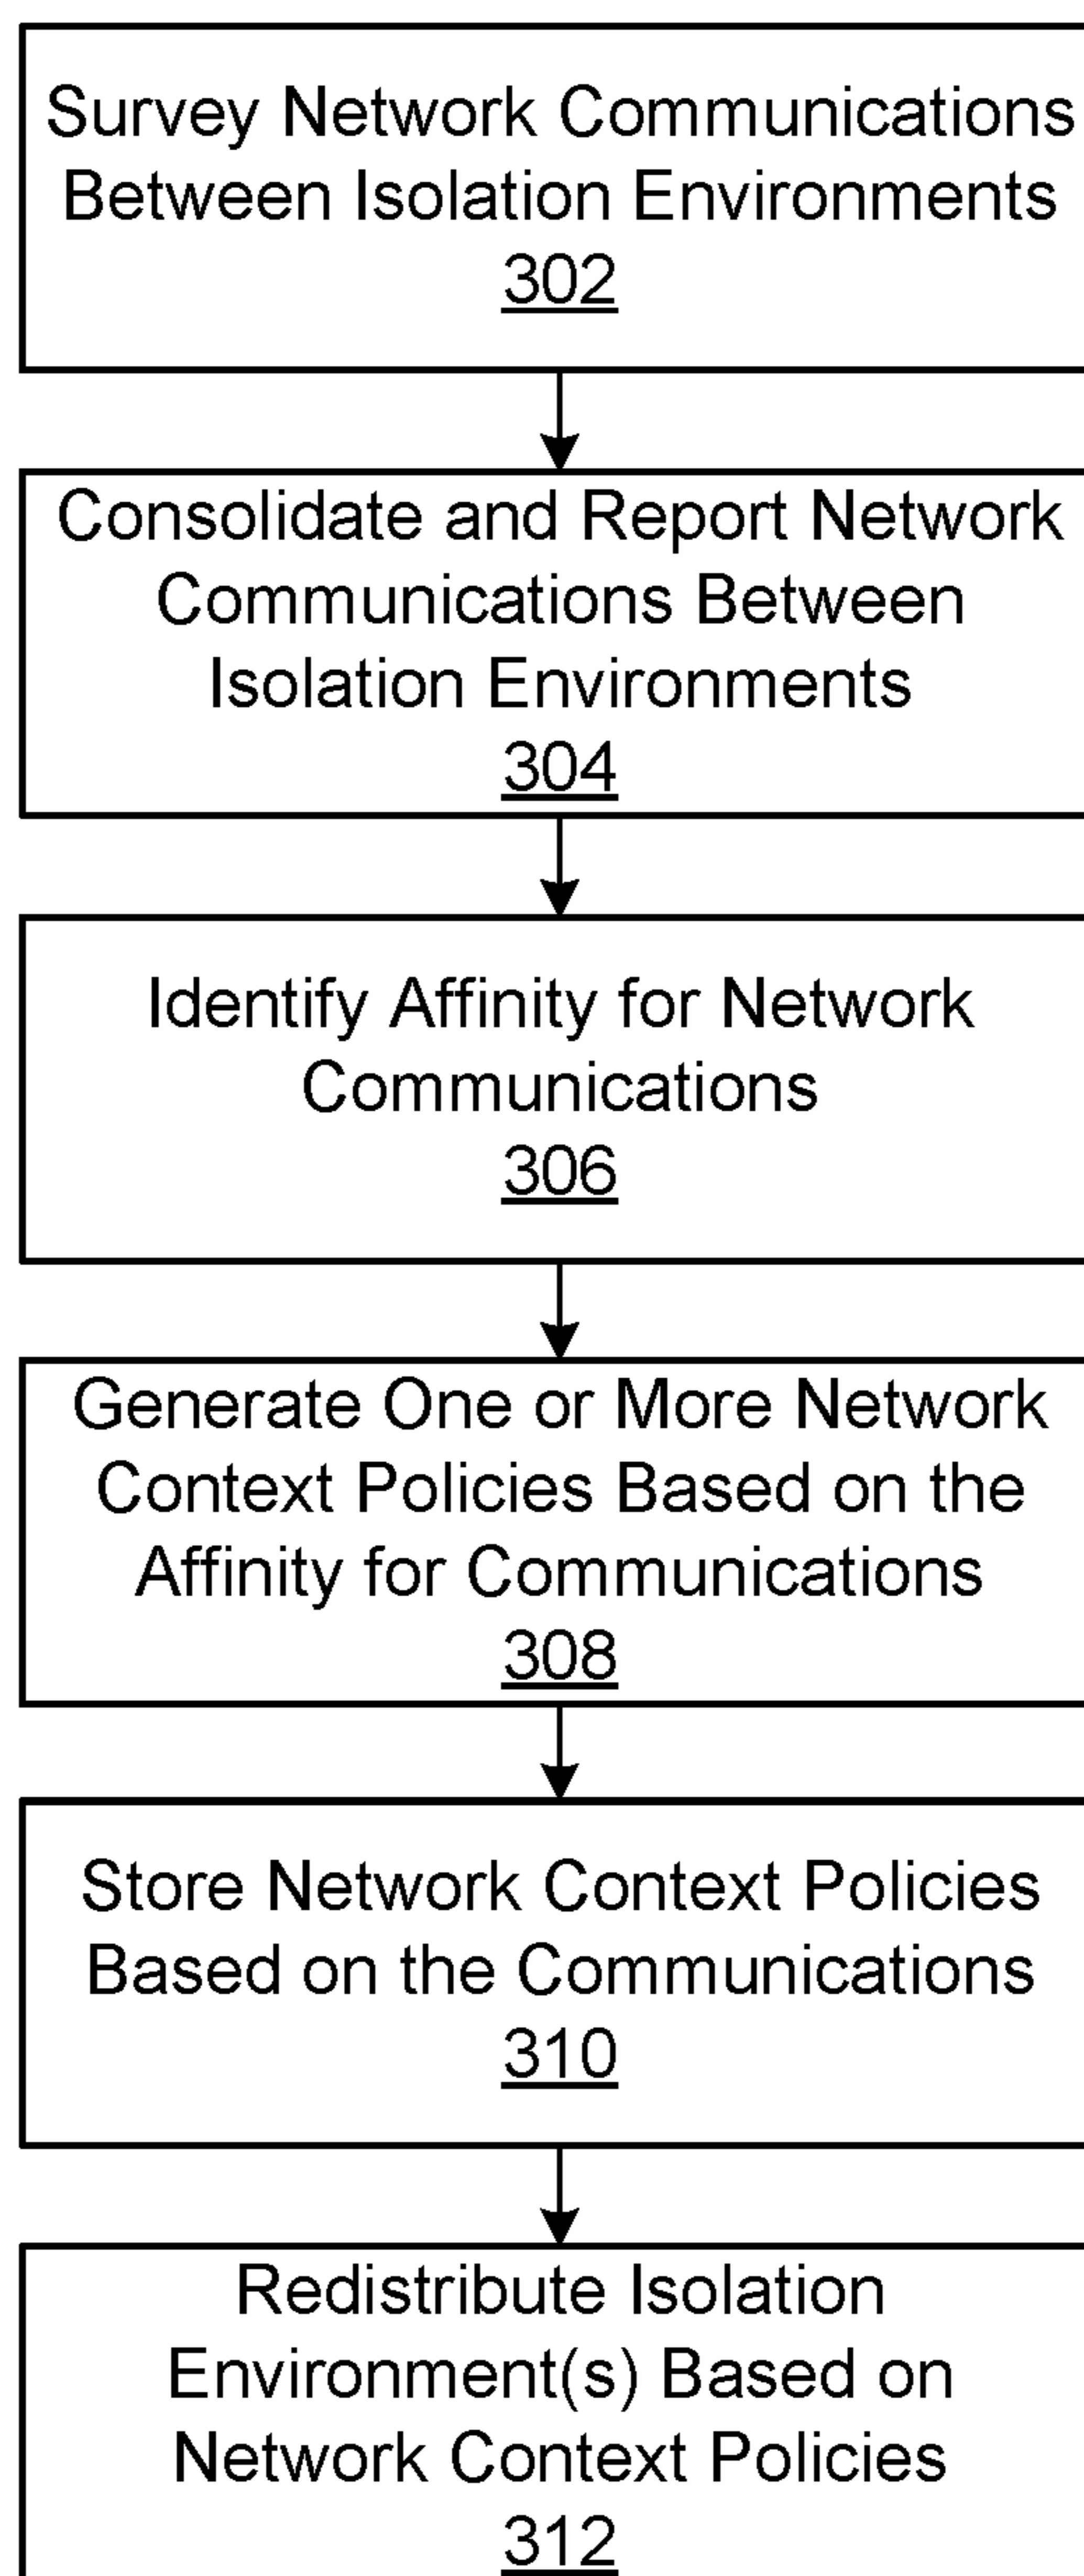 Survey Network Communications
Between Isolation Environments
302
Consolidate and Report Network
Communications Between
Isolation Environments
304
Identify Affinity for Network
Communications
306
Generate One or More Network
Context Policies Based on the
Affinity for Communications
308
Store Network Context Policies
Based on the Communications
310
Redistribute Isolation
Environment(s) Based on
Network Context Policies
312